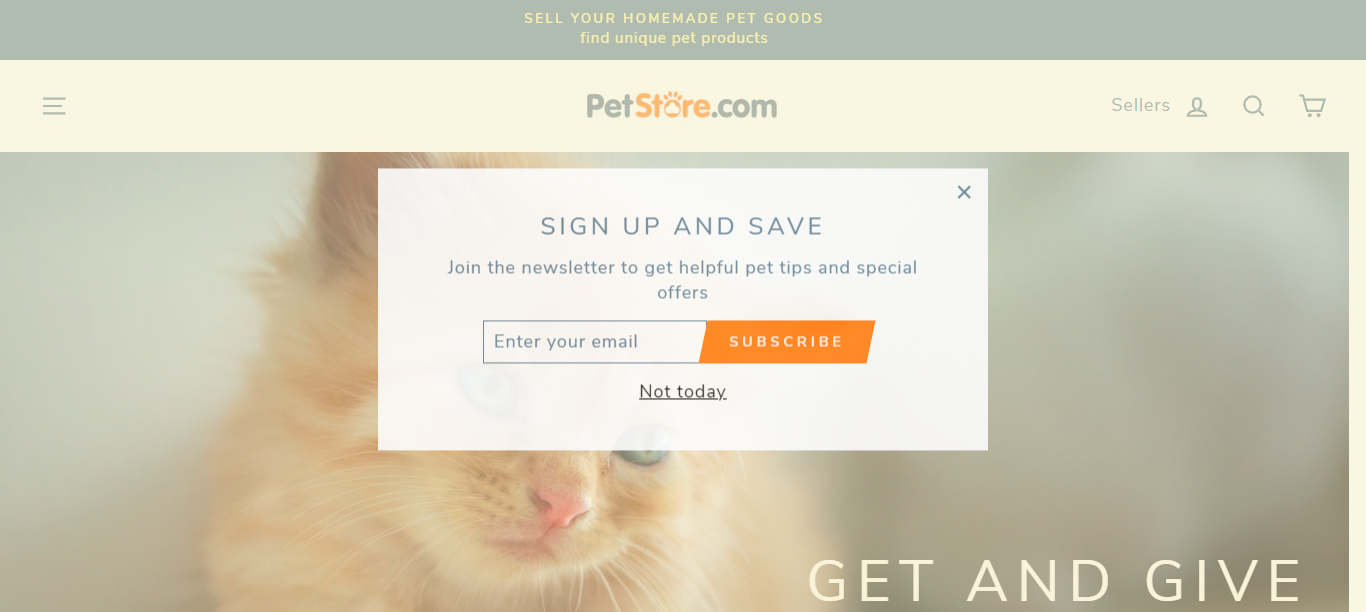 SELL YOUR HOMEMADE PET GOODS
find unique pet products
PetStore.com
Sellers
SIGN UP AND SAVE
Join the newsletter to get helpful pet tips and special
offers
Enter your email
SUBSCRIBE
Not today
GET AND GIVE